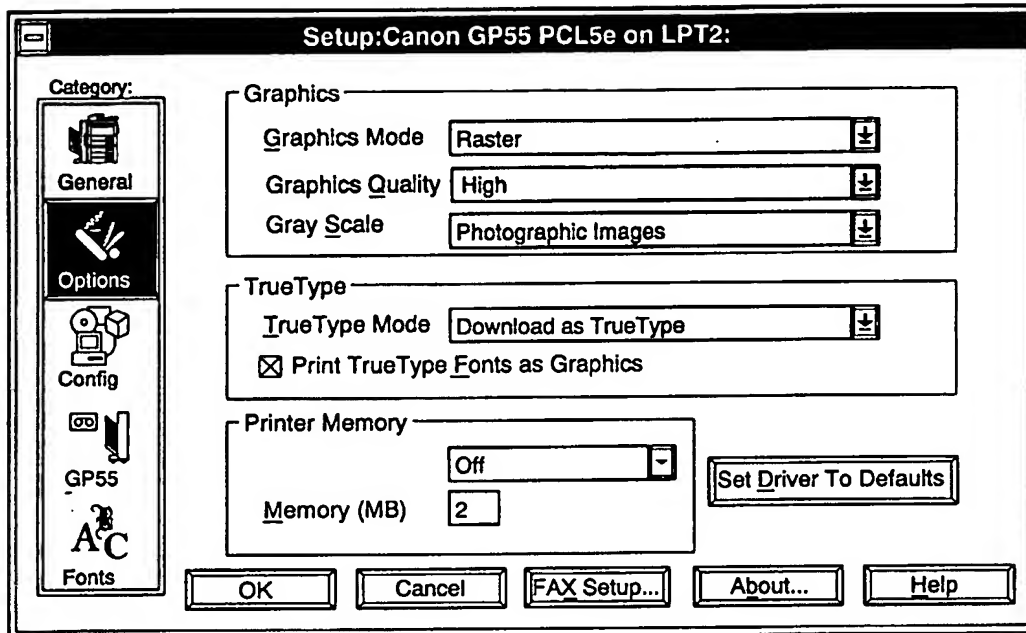 Setup:Canon GP55 PCL5e on LPT2:
Category:
General
Options
Config
GP55
A C
Fonts
Graphics
Graphics Mode Raster
Graphics Quality High
Gray Scale Photographic Images
TrueType
TrueType Mode Download as TrueType
Print TrueType Fonts as Graphics
Printer Memory
Off
Memory (MB) 2
Set Driver To Defaults
OK Cancel FAX Setup... About... Help